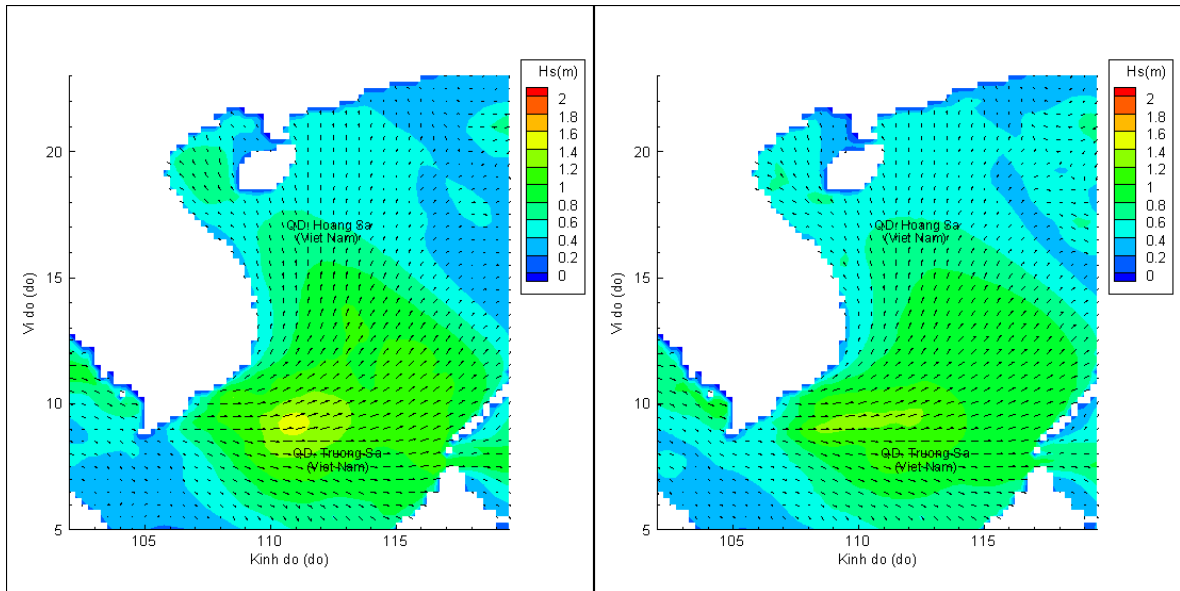 Hs(m)
2
1.8
1.6
1.4
1.2
1
0.8
0.6
0.4
0.2
0
20
15
10
5
Vi do (do)
105
110
115
Kinh do (do)
QD. Hoang Sa
(Viet Nam)
QD. Truong Sa
(Viet Nam)
Hs(m)
2
1.8
1.6
1.4
1.2
1
0.8
0.6
0.4
0.2
0
20
15
10
5
Vi do (do)
105
110
115
Kinh do (do)
QD. Hoang Sa
(Viet Nam)
QD. Truong Sa
(Viet Nam)